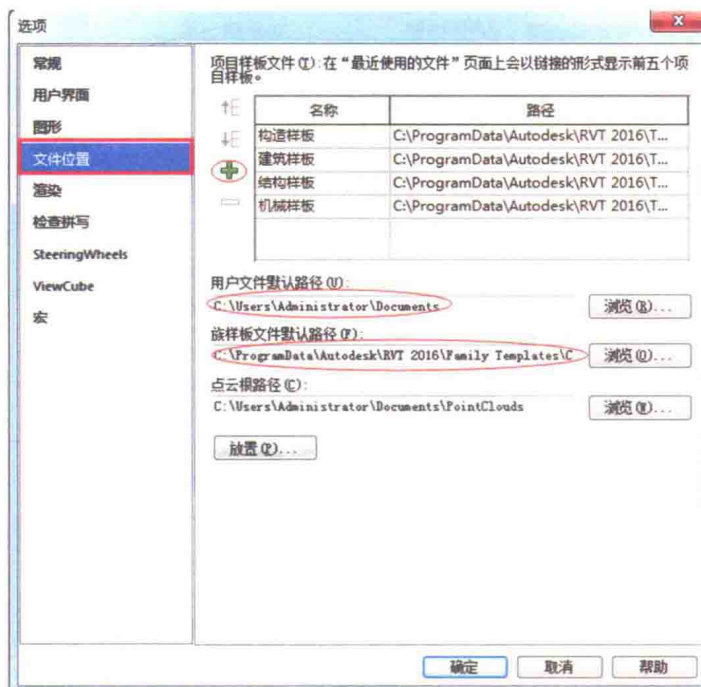 选项
常规
用户界面
图形
文件位置
渲染
检查拼写
SteeringWheels
ViewCube
宏
项目样板文件(T):在“最近使用的文件”页面上会以链接的形式显示前五个项
目样板。
名称 路径
构造样板 C:\ProgramData\Autodesk\RVT 2016\T...
建筑样板 C:\ProgramData\Autodesk\RVT 2016\T...
结构样板 C:\ProgramData\Autodesk\RVT 2016\T...
机械样板 C:\ProgramData\Autodesk\RVT 2016\T...
用户文件默认路径(U):
C:\Users\Administrator\Documents 浏览(B)...
族样板文件默认路径(F):
C:\ProgramData\Autodesk\RVT 2016\Family Templates\C 浏览(O)...
点云根路径(C):
C:\Users\Administrator\Documents\PointClouds 浏览(W)...
放置(P)...
确定 取消 帮助